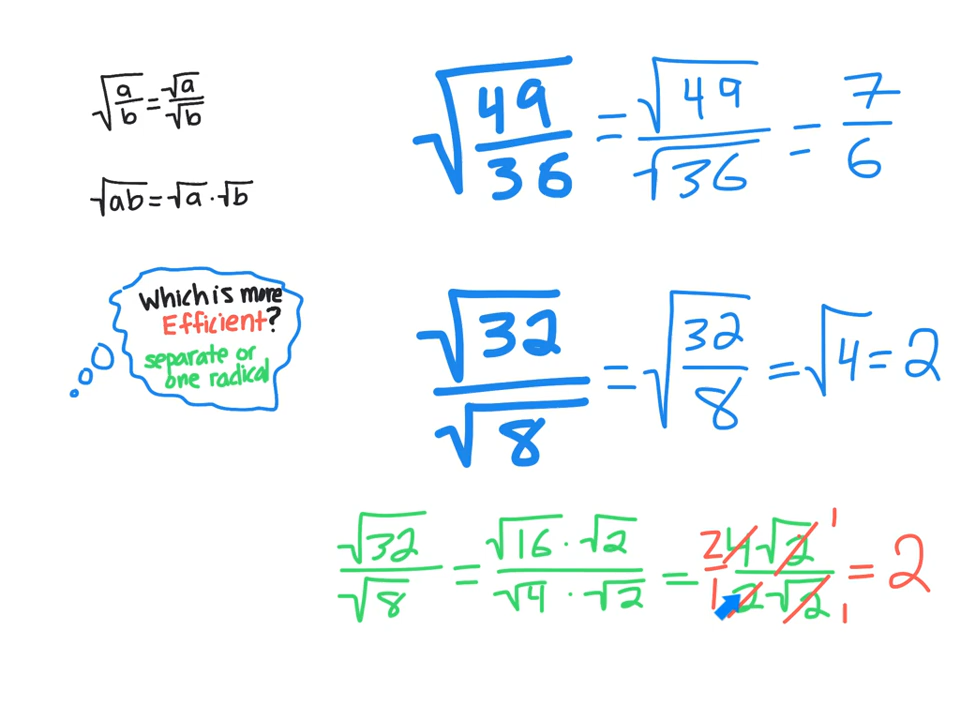 √(a/b) = √a/√b
√(ab) = √a · √b
Which is more
Efficient?
separate or
one radical
√(49/36) = √49/√36 = 7/6
√32/√8 = √(32/8) = √4 = 2
√32/√8 = (√16 · √2)/(√4 · √2) = 2/1 4√2/2√2 1/1 = 2